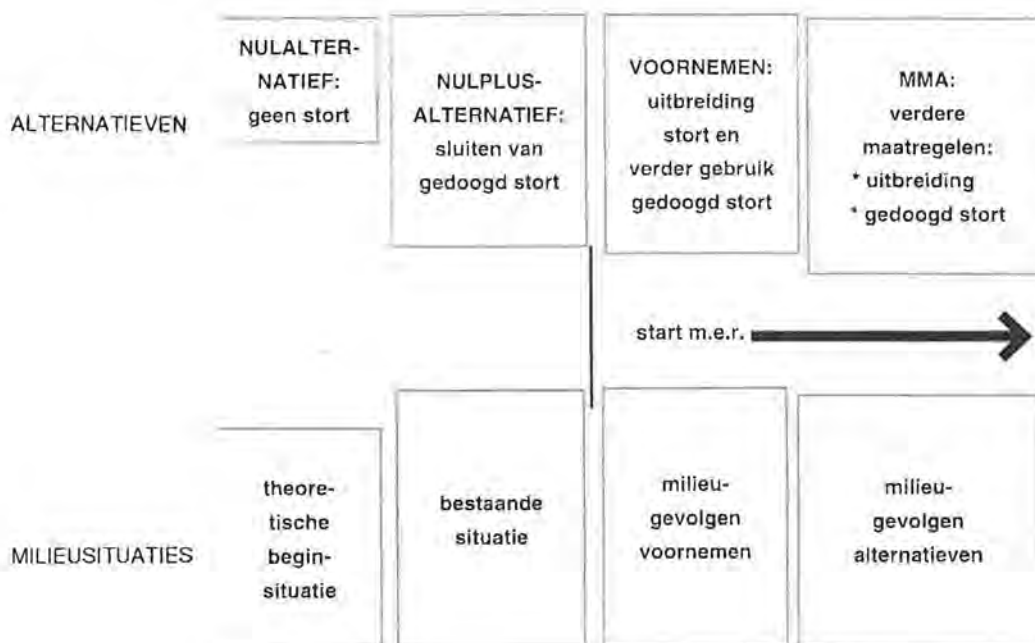 ALTERNATIEVEN
NULALTER-
NATIEF:
geen stort
NULPLUS-
ALTERNATIEF:
sluiten van
gedoogd stort
VOORNEMEN:
uitbreiding
stort en
verder gebruik
gedoogd stort
MMA:
verdere
maatregelen:
* uitbreiding
* gedoogd stort
start m.e.r.
MILIEUSITUATIES
theore-
tische
begin-
situatie
bestaande
situatie
milieu-
gevolgen
voornemen
milieu-
gevolgen
alternatieven